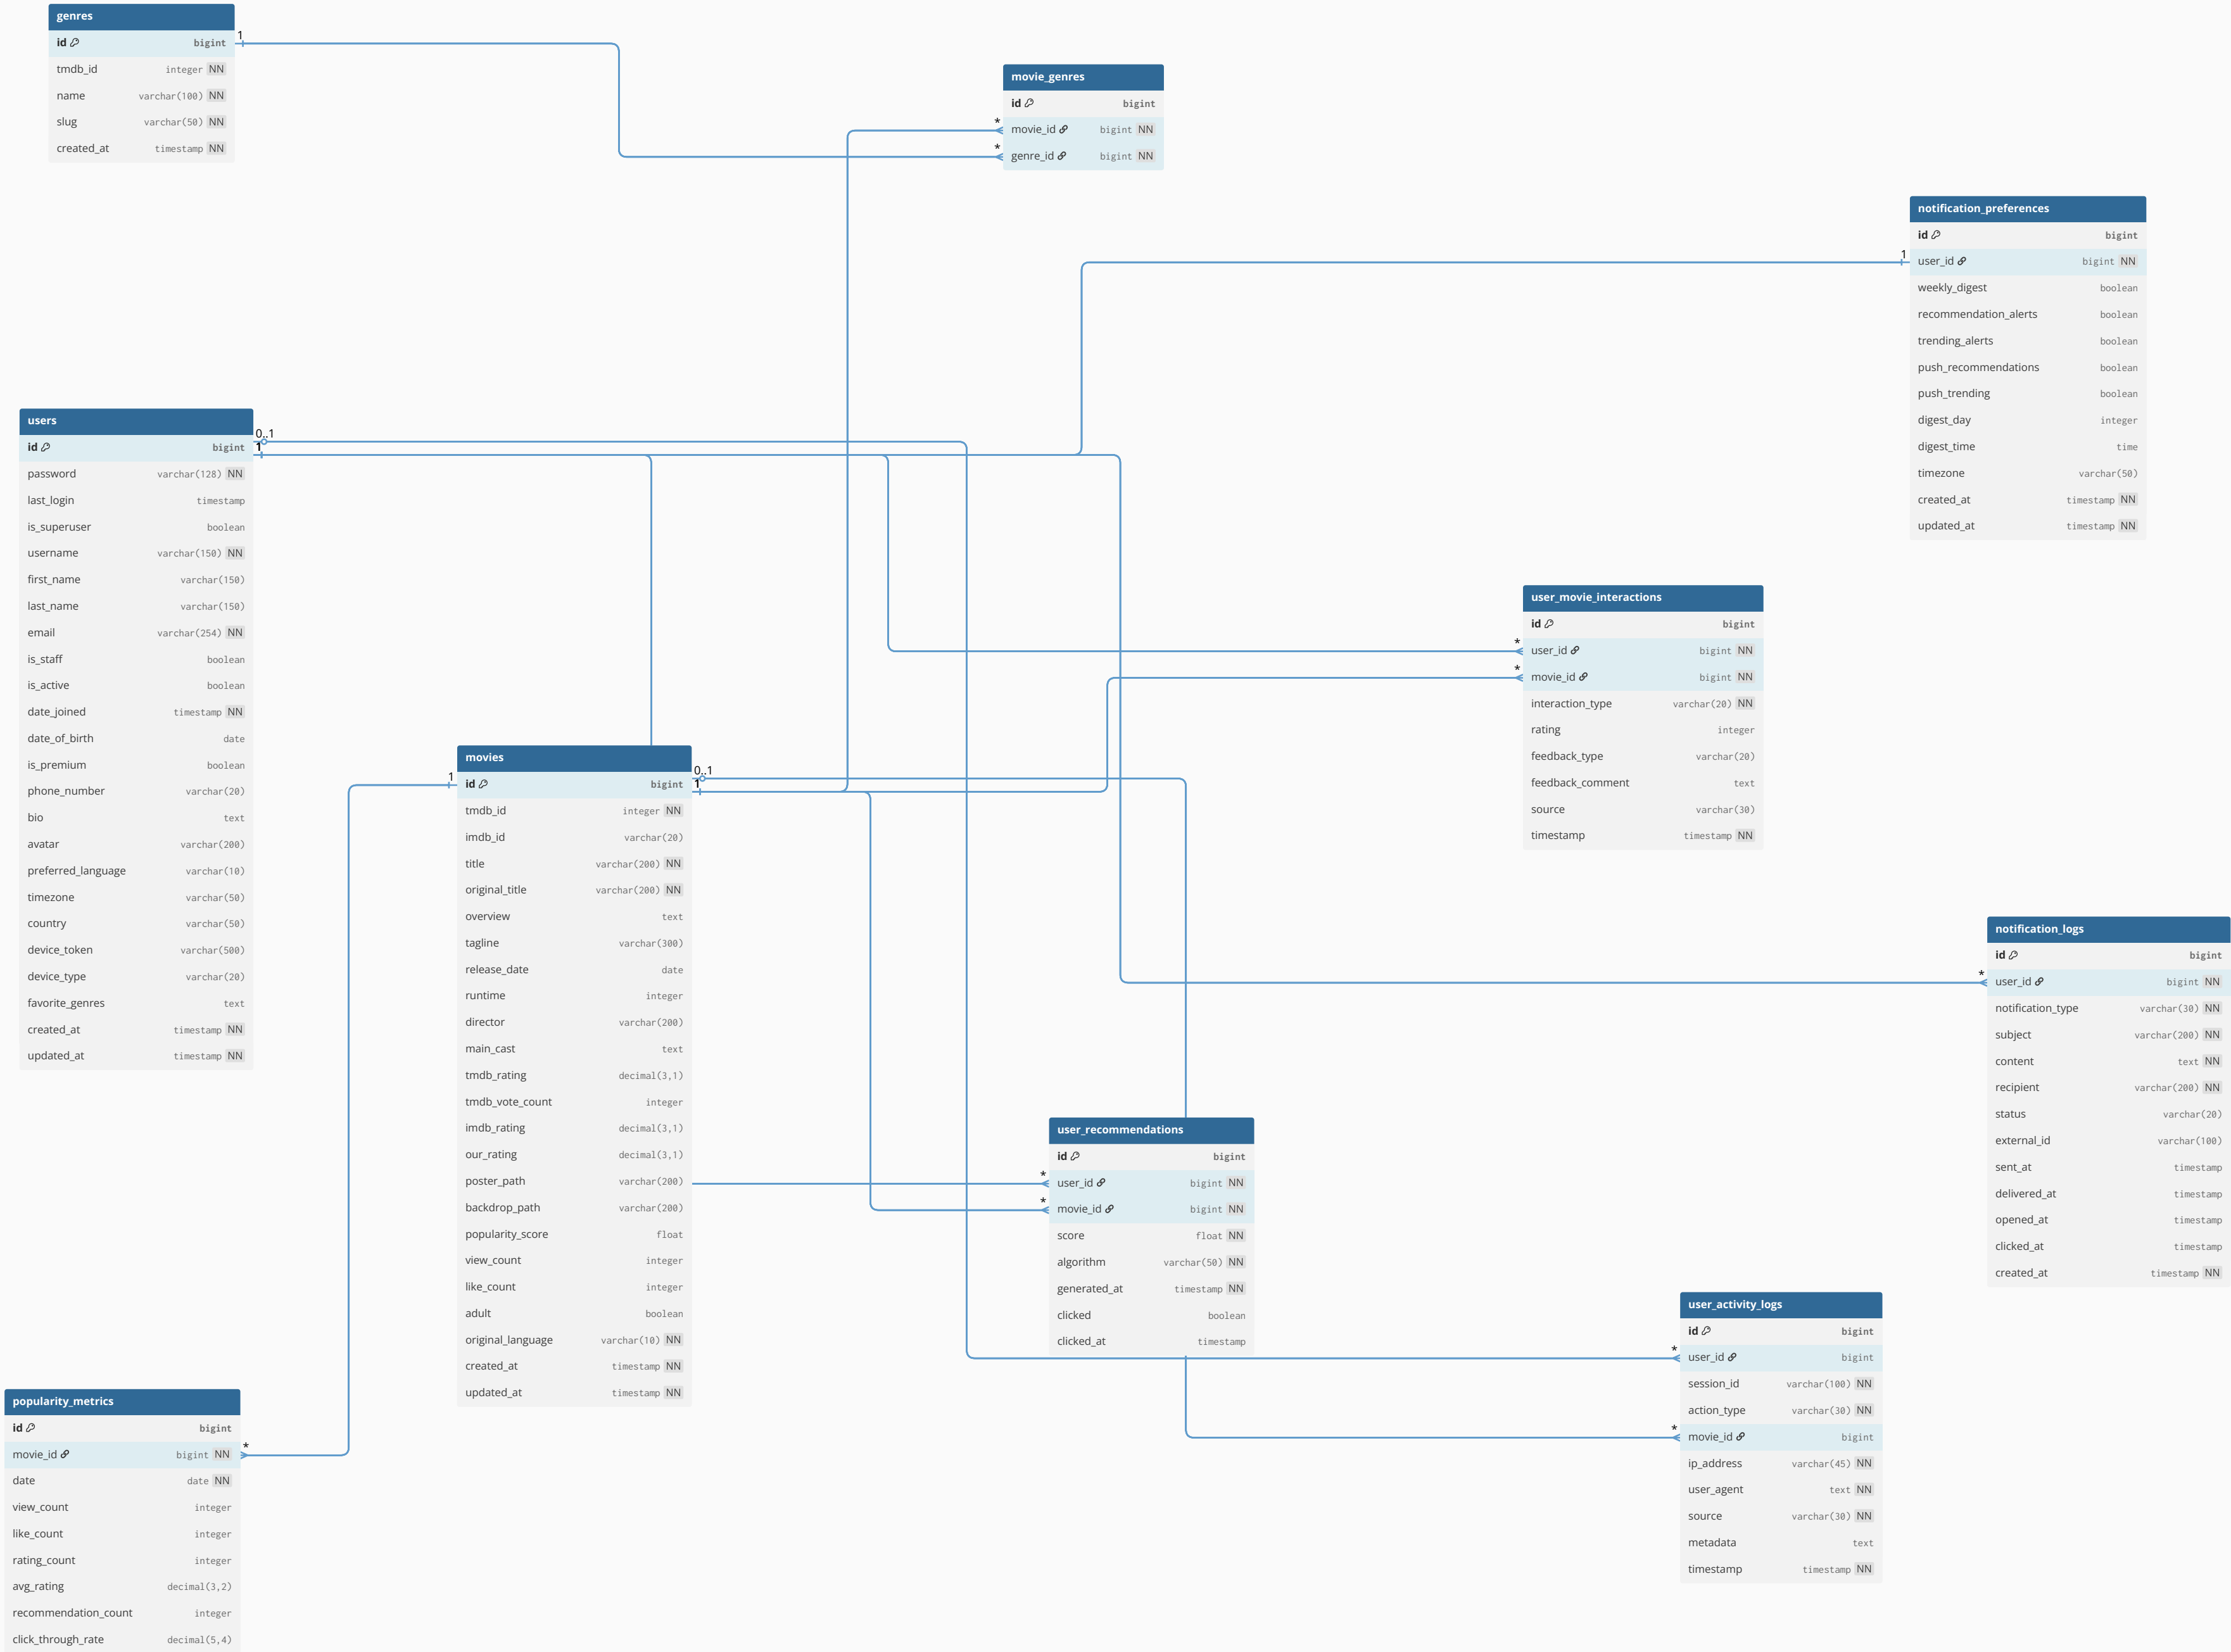 genres
id bigint
tmdb_id integer NN
name varchar(100) NN
slug varchar(50) NN
created_at timestamp NN
1
movie_genres
id bigint
* movie_id bigint NN
* genre_id bigint NN
notification_preferences
id bigint
1 user_id bigint NN
weekly_digest boolean
recommendation_alerts boolean
trending_alerts boolean
push_recommendations boolean
push_trending boolean
digest_day integer
digest_time time
timezone varchar(50)
created_at timestamp NN
updated_at timestamp NN
users
id bigint
password varchar(128) NN
last_login timestamp
is_superuser boolean
username varchar(150) NN
first_name varchar(150)
last_name varchar(150)
email varchar(254) NN
is_staff boolean
is_active boolean
date_joined timestamp NN
date_of_birth date
is_premium boolean
phone_number varchar(20)
bio text
avatar varchar(200)
preferred_language varchar(10)
timezone varchar(50)
country varchar(50)
device_token varchar(500)
device_type varchar(20)
favorite_genres text
created_at timestamp NN
updated_at timestamp NN
0..1
1
user_movie_interactions
id bigint
* user_id bigint NN
* movie_id bigint NN
interaction_type varchar(20) NN
rating integer
feedback_type varchar(20)
feedback_comment text
source varchar(30)
timestamp timestamp NN
movies
1 id bigint
tmdb_id integer NN
imdb_id varchar(20)
title varchar(200) NN
original_title varchar(200) NN
overview text
tagline varchar(300)
release_date date
runtime integer
director varchar(200)
main_cast text
tmdb_rating decimal(3,1)
tmdb_vote_count integer
imdb_rating decimal(3,1)
our_rating decimal(3,1)
poster_path varchar(200)
backdrop_path varchar(200)
popularity_score float
view_count integer
like_count integer
adult boolean
original_language varchar(10) NN
created_at timestamp NN
updated_at timestamp NN
0..1
1
notification_logs
id bigint
* user_id bigint NN
notification_type varchar(30) NN
subject varchar(200) NN
content text NN
recipient varchar(200) NN
status varchar(20)
external_id varchar(100)
sent_at timestamp
delivered_at timestamp
opened_at timestamp
clicked_at timestamp
created_at timestamp NN
user_recommendations
id bigint
* user_id bigint NN
* movie_id bigint NN
score float NN
algorithm varchar(50) NN
generated_at timestamp NN
clicked boolean
clicked_at timestamp
user_activity_logs
id bigint
* user_id bigint
session_id varchar(100) NN
action_type varchar(30) NN
* movie_id bigint
ip_address varchar(45) NN
user_agent text NN
source varchar(30) NN
metadata text
timestamp timestamp NN
popularity_metrics
id bigint
movie_id bigint NN *
date date NN
view_count integer
like_count integer
rating_count integer
avg_rating decimal(3,2)
recommendation_count integer
click_through_rate decimal(5,4)